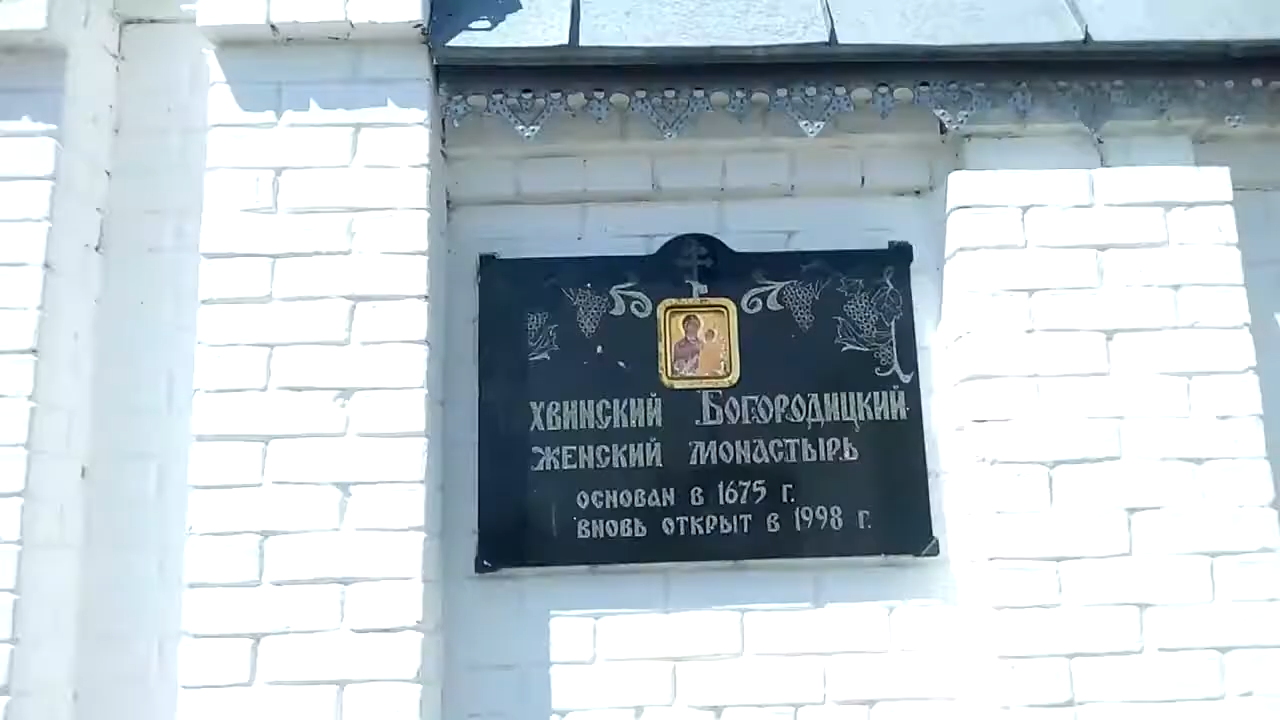 ХВИНСКИЙ БОГОРОДИЦКИЙ
ЖЕНСКИЙ МОНАСТЫРЬ
ОСНОВАН В 1675 Г.
ВНОВЬ ОТКРЫТ В 1998 Г.